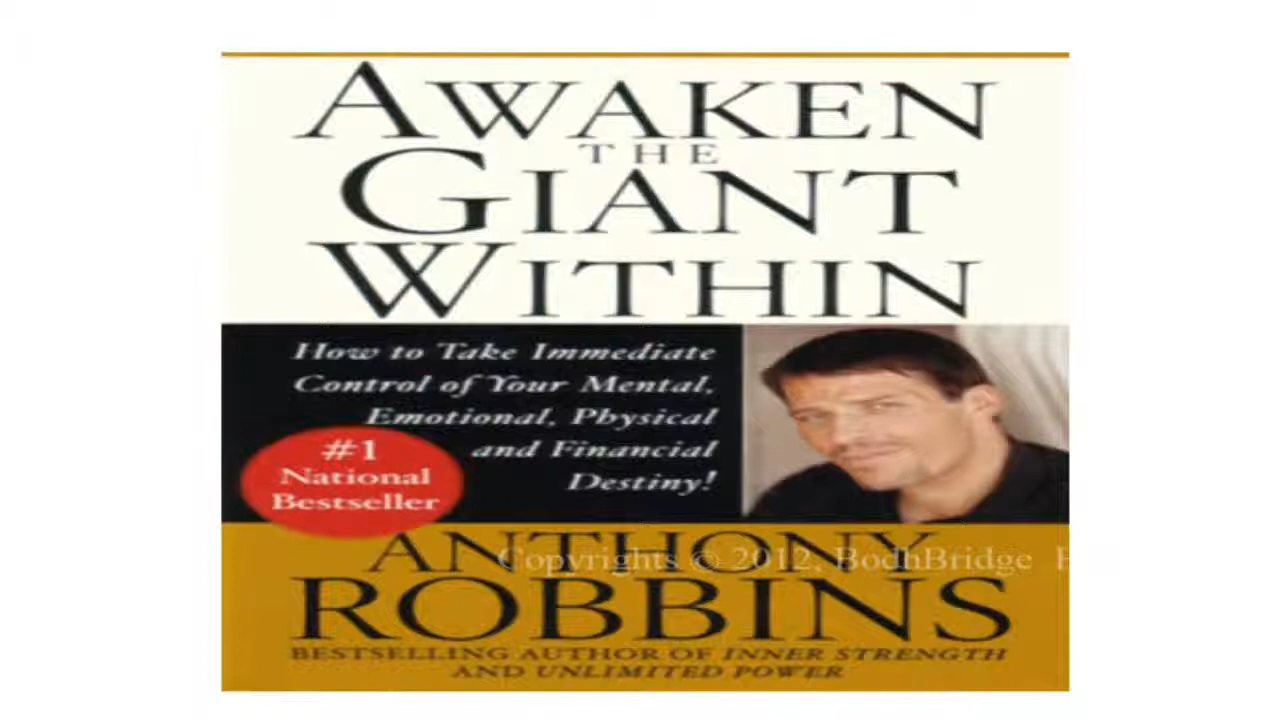 AWAKEN
THE
GIANT
WITHIN
How to Take Immediate
Control of Your Mental,
Emotional, Physical
and Financial
Destiny!
#1
National
Bestseller
ANTHONY
Copyrights © 2012, BodhBridge
ROBBINS
BESTSELLING AUTHOR OF INNER STRENGTH
AND UNLIMITED POWER